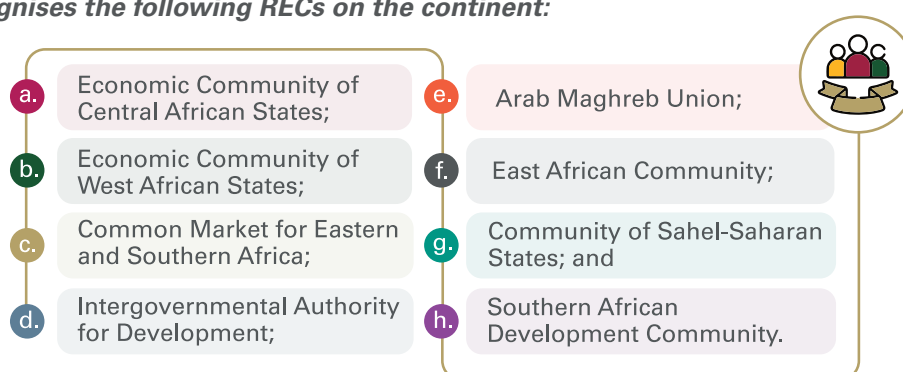 gnises the following RECs on the continent:
a.
Economic Community of
Central African States;
b.
Economic Community of
West African States;
c.
Common Market for Eastern
and Southern Africa;
d.
Intergovernmental Authority
for Development;
e.
Arab Maghreb Union;
f.
East African Community;
g.
Community of Sahel-Saharan
States; and
h.
Southern African
Development Community.